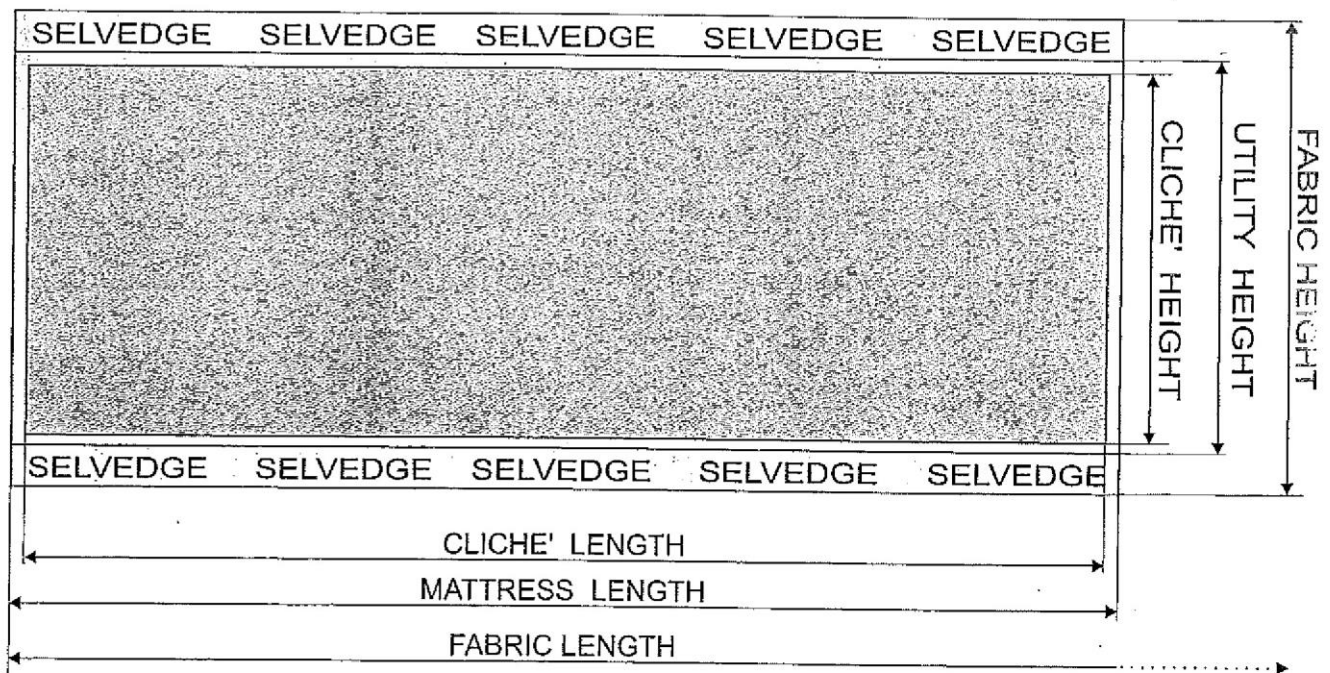 SELVEDGE SELVEDGE SELVEDGE SELVEDGE SELVEDGE
CLICHE' HEIGHT
UTILITY HEIGHT
FABRIC HEIGHT
SELVEDGE SELVEDGE SELVEDGE SELVEDGE SELVEDGE
CLICHE' LENGTH
MATTRESS LENGTH
FABRIC LENGTH